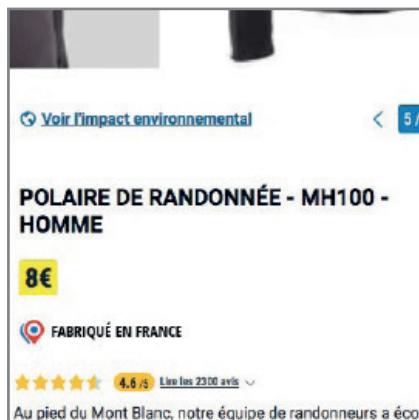 Voir l'impact environnemental
5/
POLAIRE DE RANDONNÉE - MH100 -
HOMME
8€
FABRIQUÉ EN FRANCE
4.6 /5 Lire les 2300 avis
Au pied du Mont Blanc, notre équipe de randonneurs a éco